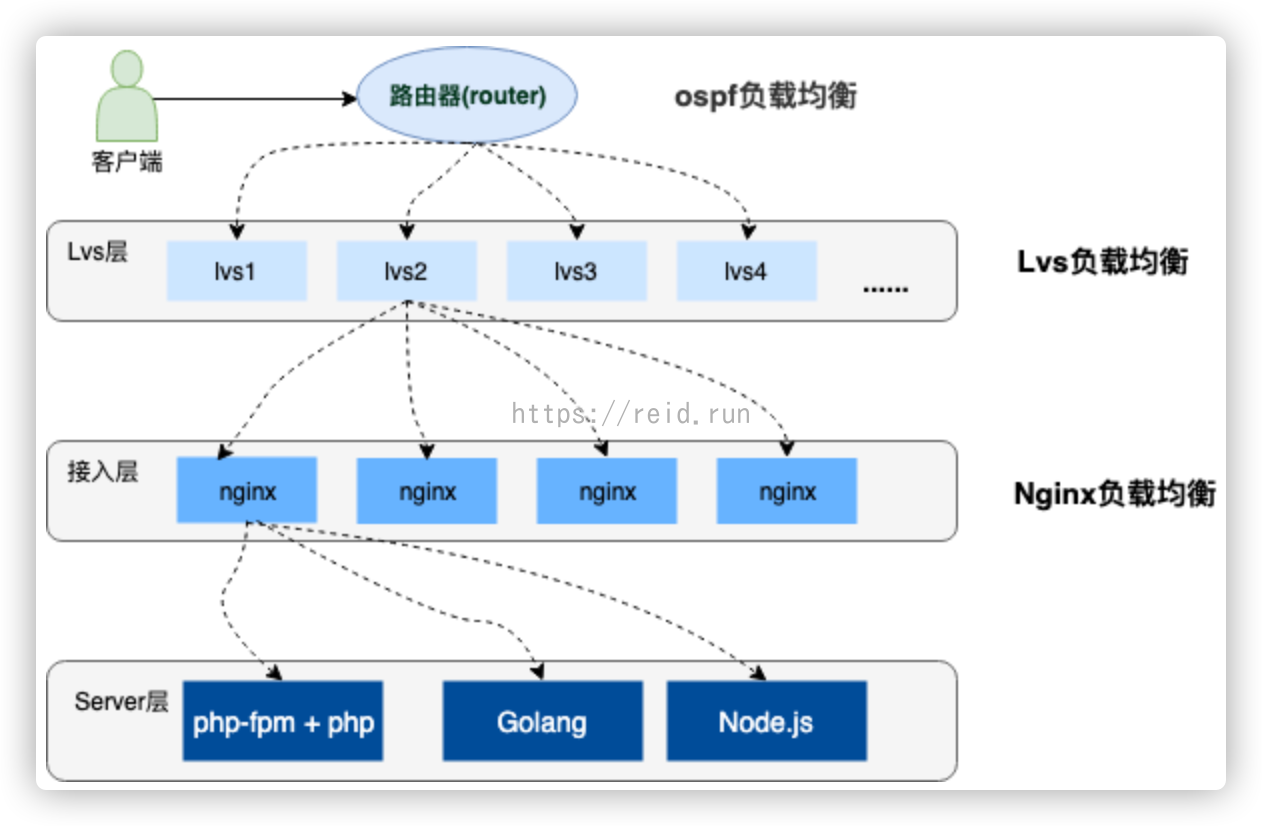 路由器(router)
ospf负载均衡
客户端
Lvs层
lvs1
lvs2
lvs3
lvs4
......
Lvs负载均衡
https://reid.run
接入层
nginx
nginx
nginx
nginx
Nginx负载均衡
Server层
php-fpm + php
Golang
Node.js